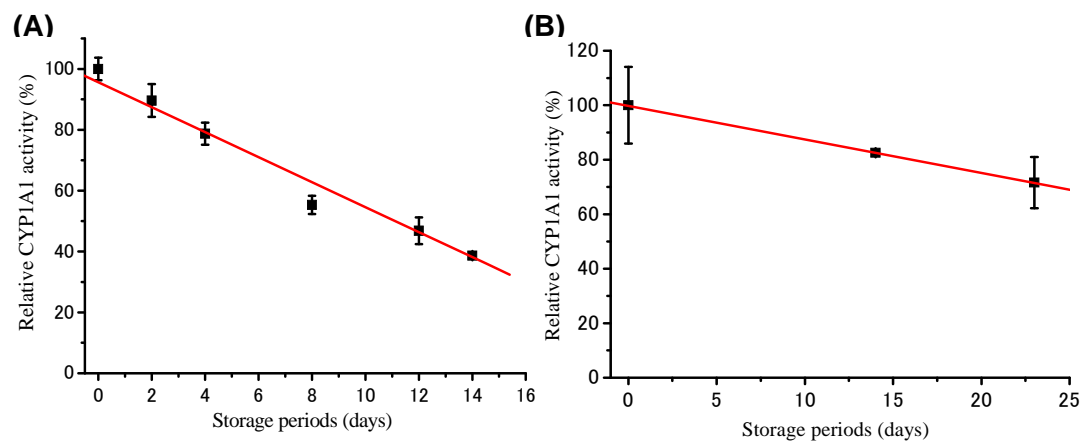 (A)
Relative CYP1A1 activity (%)
100
80
60
40
20
0
0 2 4 6 8 10 12 14 16
Storage periods (days)
(B)
Relative CYP1A1 activity (%)
120
100
80
60
40
20
0
0 5 10 15 20 25
Storage periods (days)